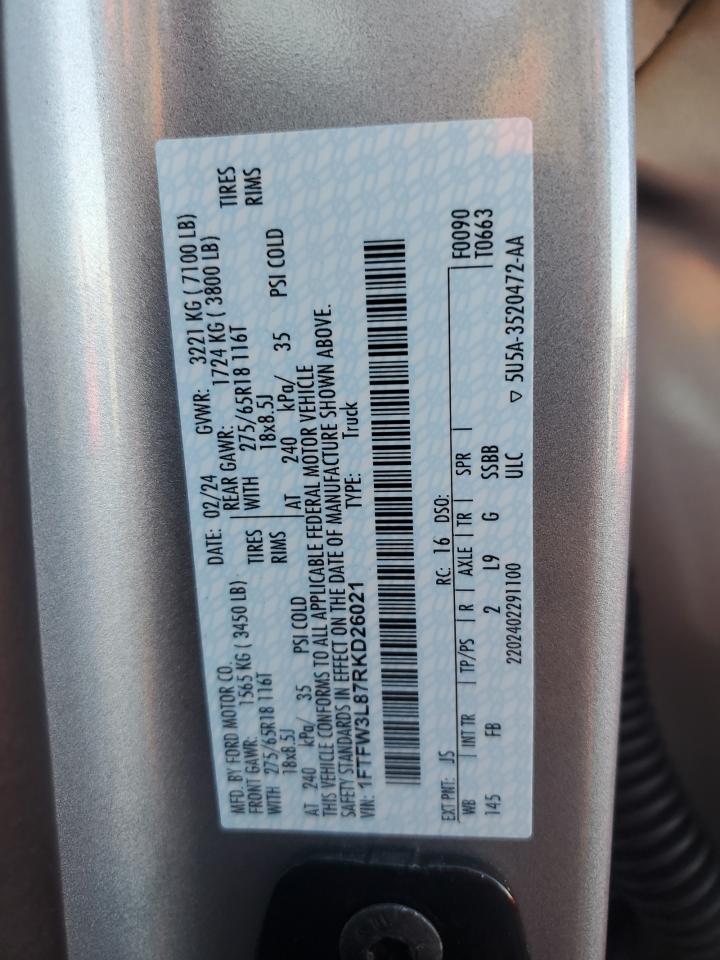 MFD. BY FORD MOTOR CO.
DATE: 02/24 GVWR: 3221 KG ( 7100 LB)
FRONT GAWR: 1565 KG ( 3450 LB)
REAR GAWR: 1724 KG ( 3800 LB)
WITH 275/65R18 116T TIRES
WITH 275/65R18 116T TIRES
18x8.5J RIMS
18x8.5J RIMS
AT 240 kPa/ 35 PSI COLD
AT 240 kPa/ 35 PSI COLD
THIS VEHICLE CONFORMS TO ALL APPLICABLE FEDERAL MOTOR VEHICLE
SAFETY STANDARDS IN EFFECT ON THE DATE OF MANUFACTURE SHOWN ABOVE.
VIN: 1FTFW3L87RKD26021 TYPE: Truck
EXT PNT: JS RC: 16 DSO: F0090
WB INT TR TP/PS R AXLE TR SPR T0663
145 FB 2 L9 G SSBB
2202402291100 ULC ▽ 5U5A-3520472-AA